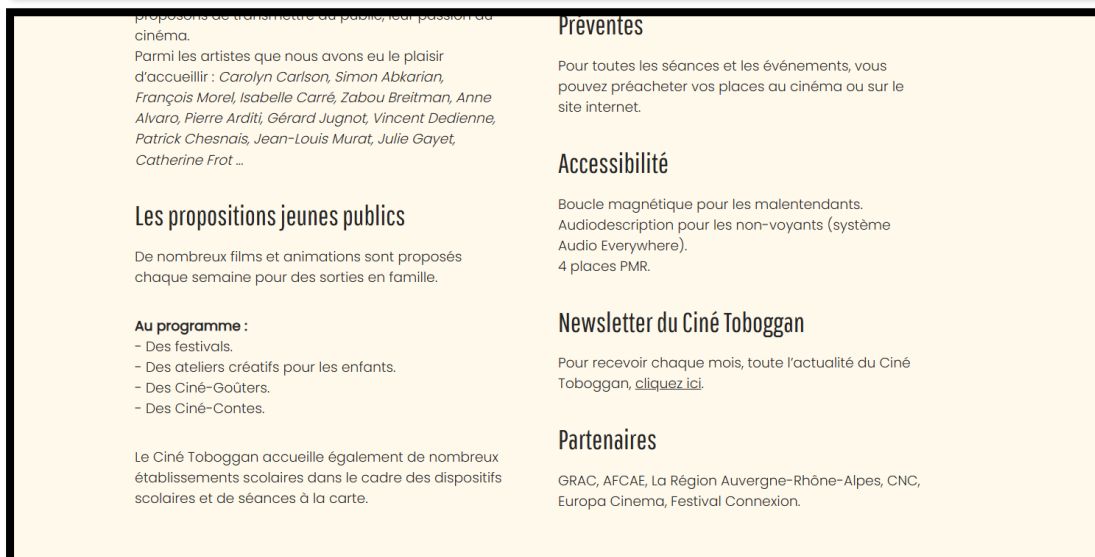 proposons de transmettre au public, leur passion du
cinéma.
Parmi les artistes que nous avons eu le plaisir
d'accueillir : Carolyn Carlson, Simon Abkarian,
François Morel, Isabelle Carré, Zabou Breitman, Anne
Alvaro, Pierre Arditi, Gérard Jugnot, Vincent Dedienne,
Patrick Chesnais, Jean-Louis Murat, Julie Gayet,
Catherine Frot ...
Les propositions jeunes publics
De nombreux films et animations sont proposés
chaque semaine pour des sorties en famille.
Au programme :
- Des festivals.
- Des ateliers créatifs pour les enfants.
- Des Ciné-Goûters.
- Des Ciné-Contes.
Le Ciné Toboggan accueille également de nombreux
établissements scolaires dans le cadre des dispositifs
scolaires et de séances à la carte.
Préventes
Pour toutes les séances et les événements, vous
pouvez préacheter vos places au cinéma ou sur le
site internet.
Accessibilité
Boucle magnétique pour les malentendants.
Audiodescription pour les non-voyants (système
Audio Everywhere).
4 places PMR.
Newsletter du Ciné Toboggan
Pour recevoir chaque mois, toute l'actualité du Ciné
Toboggan, cliquez ici.
Partenaires
GRAC, AFCAE, La Région Auvergne-Rhône-Alpes, CNC,
Europa Cinema, Festival Connexion.